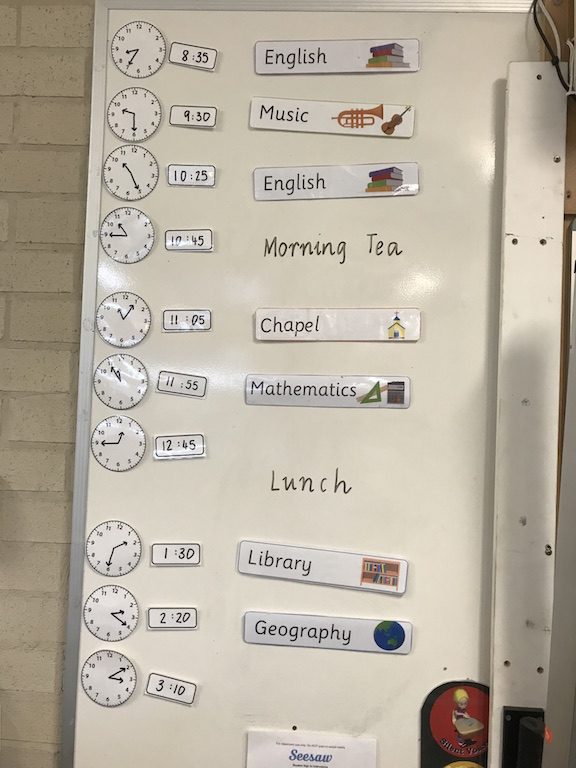 8:35 English
9:30 Music
10:25 English
10:45 Morning Tea
11:05 Chapel
11:55 Mathematics
12:45
Lunch
1:30 Library
2:20 Geography
3:10
Seesaw